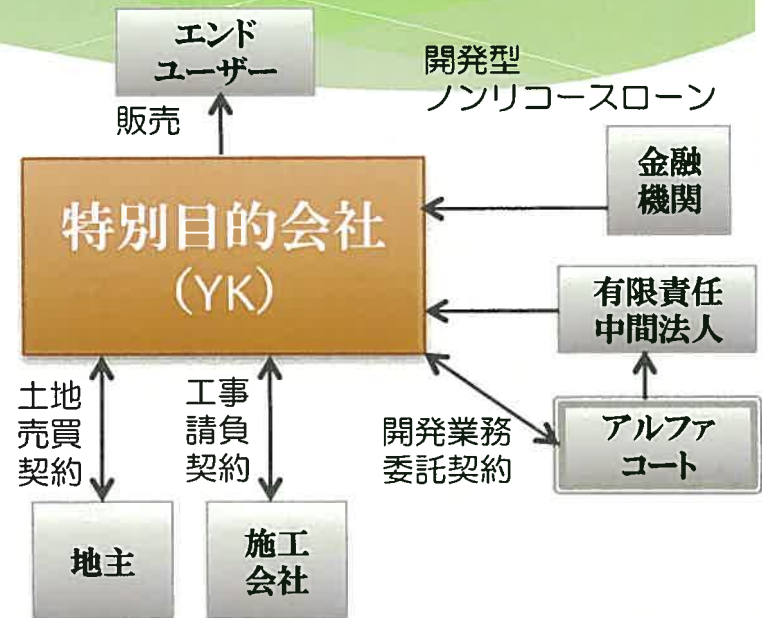 エンド
ユーザー
販売
開発型
ノンリコースローン
金融
機関
特別目的会社
（YK）
有限責任
中間法人
土地
売買
契約
工事
請負
契約
開発業務
委託契約
アルファ
コート
地主
施工
会社